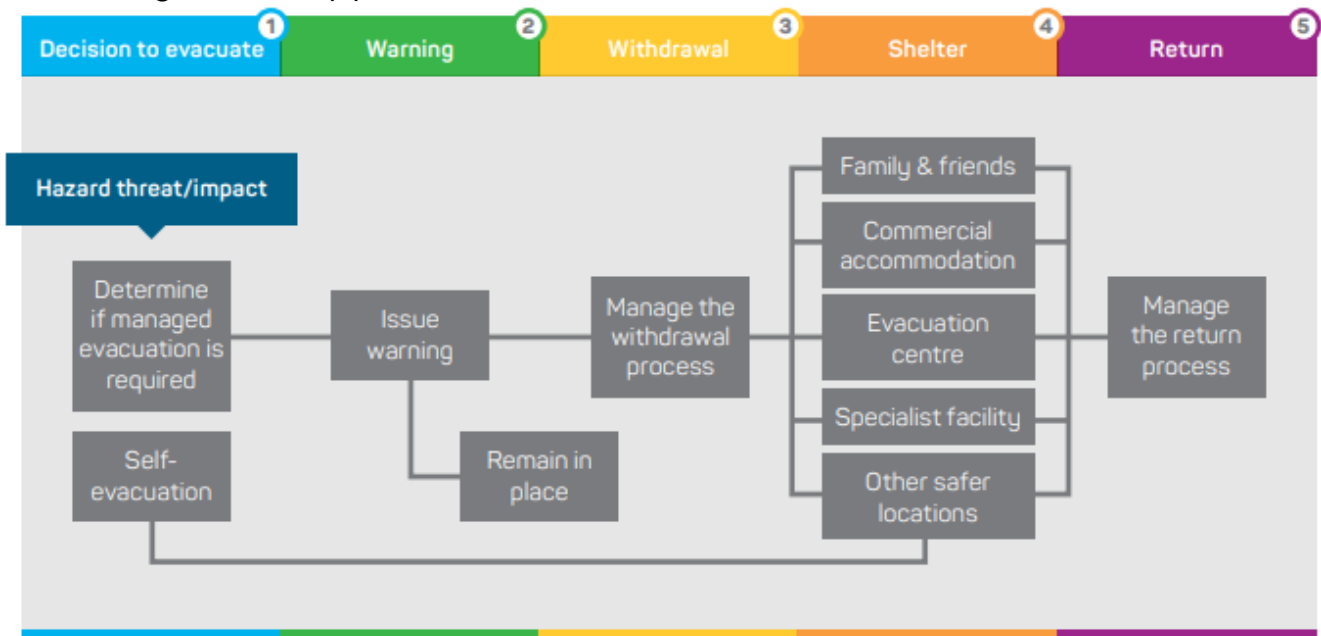 Decision to evacuate
1
Warning
2
Withdrawal
3
Shelter
4
Return
5
Hazard threat/impact
Determine
if managed
evacuation is
required
Self-
evacuation
Issue
warning
Remain in
place
Manage the
withdrawal
process
Family & friends
Commercial
accommodation
Evacuation
centre
Specialist facility
Other safer
locations
Manage
the return
process